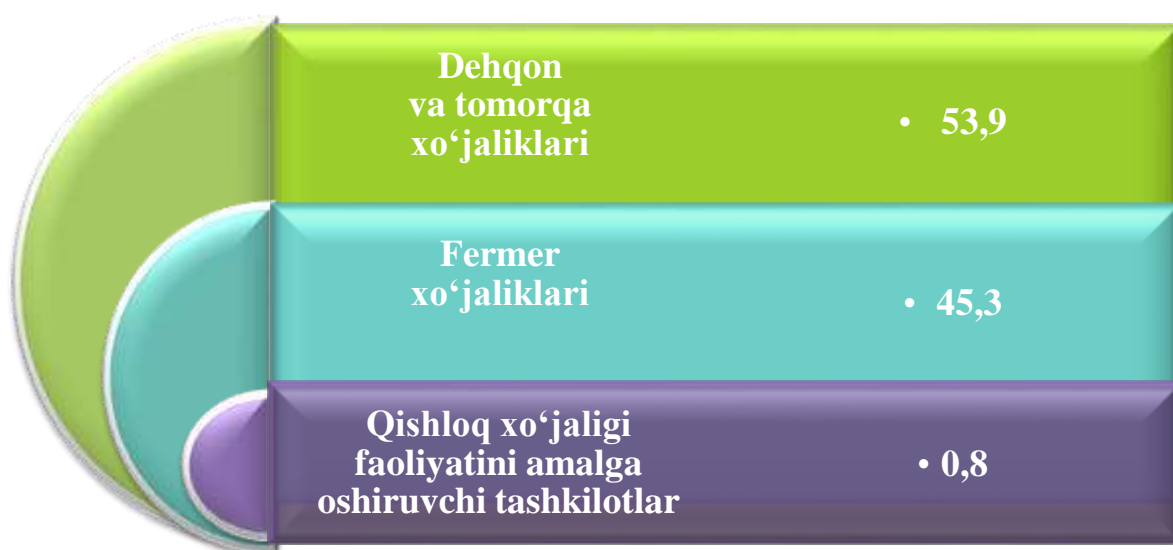 Dehqon
va tomorqa
xo‘jaliklari
• 53,9
Fermer
xo‘jaliklari
• 45,3
Qishloq xo‘jaligi
faoliyatini amalga
oshiruvchi tashkilotlar
• 0,8